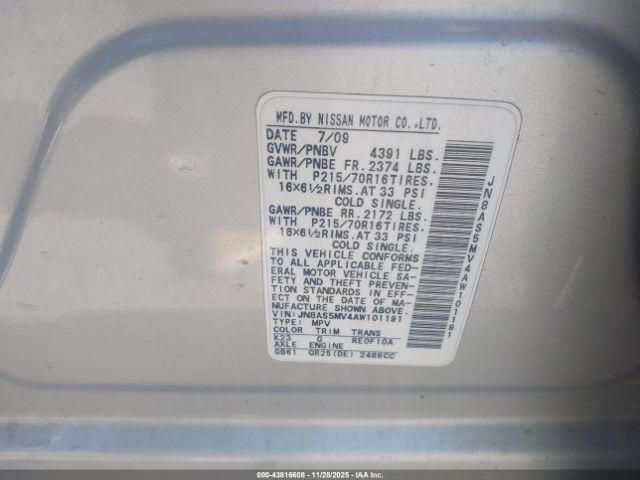 MFD.BY NISSAN MOTOR CO.,LTD.
DATE 7/09
GVWR/PNBV 4391 LBS.
GAWR/PNBE FR. 2374 LBS.
WITH P215/70R16TIRES.
16×6½RIMS.AT 33 PSI
COLD SINGLE.
GAWR/PNBE RR. 2172 LBS.
WITH P215/70R16TIRES.
16×6½RIMS.AT 33 PSI
COLD SINGLE.
THIS VEHICLE CONFORMS
TO ALL APPLICABLE FED-
ERAL MOTOR VEHICLE SA-
FETY AND THEFT PREVEN-
TION STANDARDS IN EFF-
ECT ON THE DATE OF MA-
NUFACTURE SHOWN ABOVE.
VIN: JN8AS5MV4AW101191
TYPE: MPV
COLOR TRIM TRANS
K23 G RE0F10A
AXLE ENGINE
GB61 QR25(DE) 2488CC
JN8AS5MV4AW101191
000-43816608 - 11/28/2025 - IAA Inc.